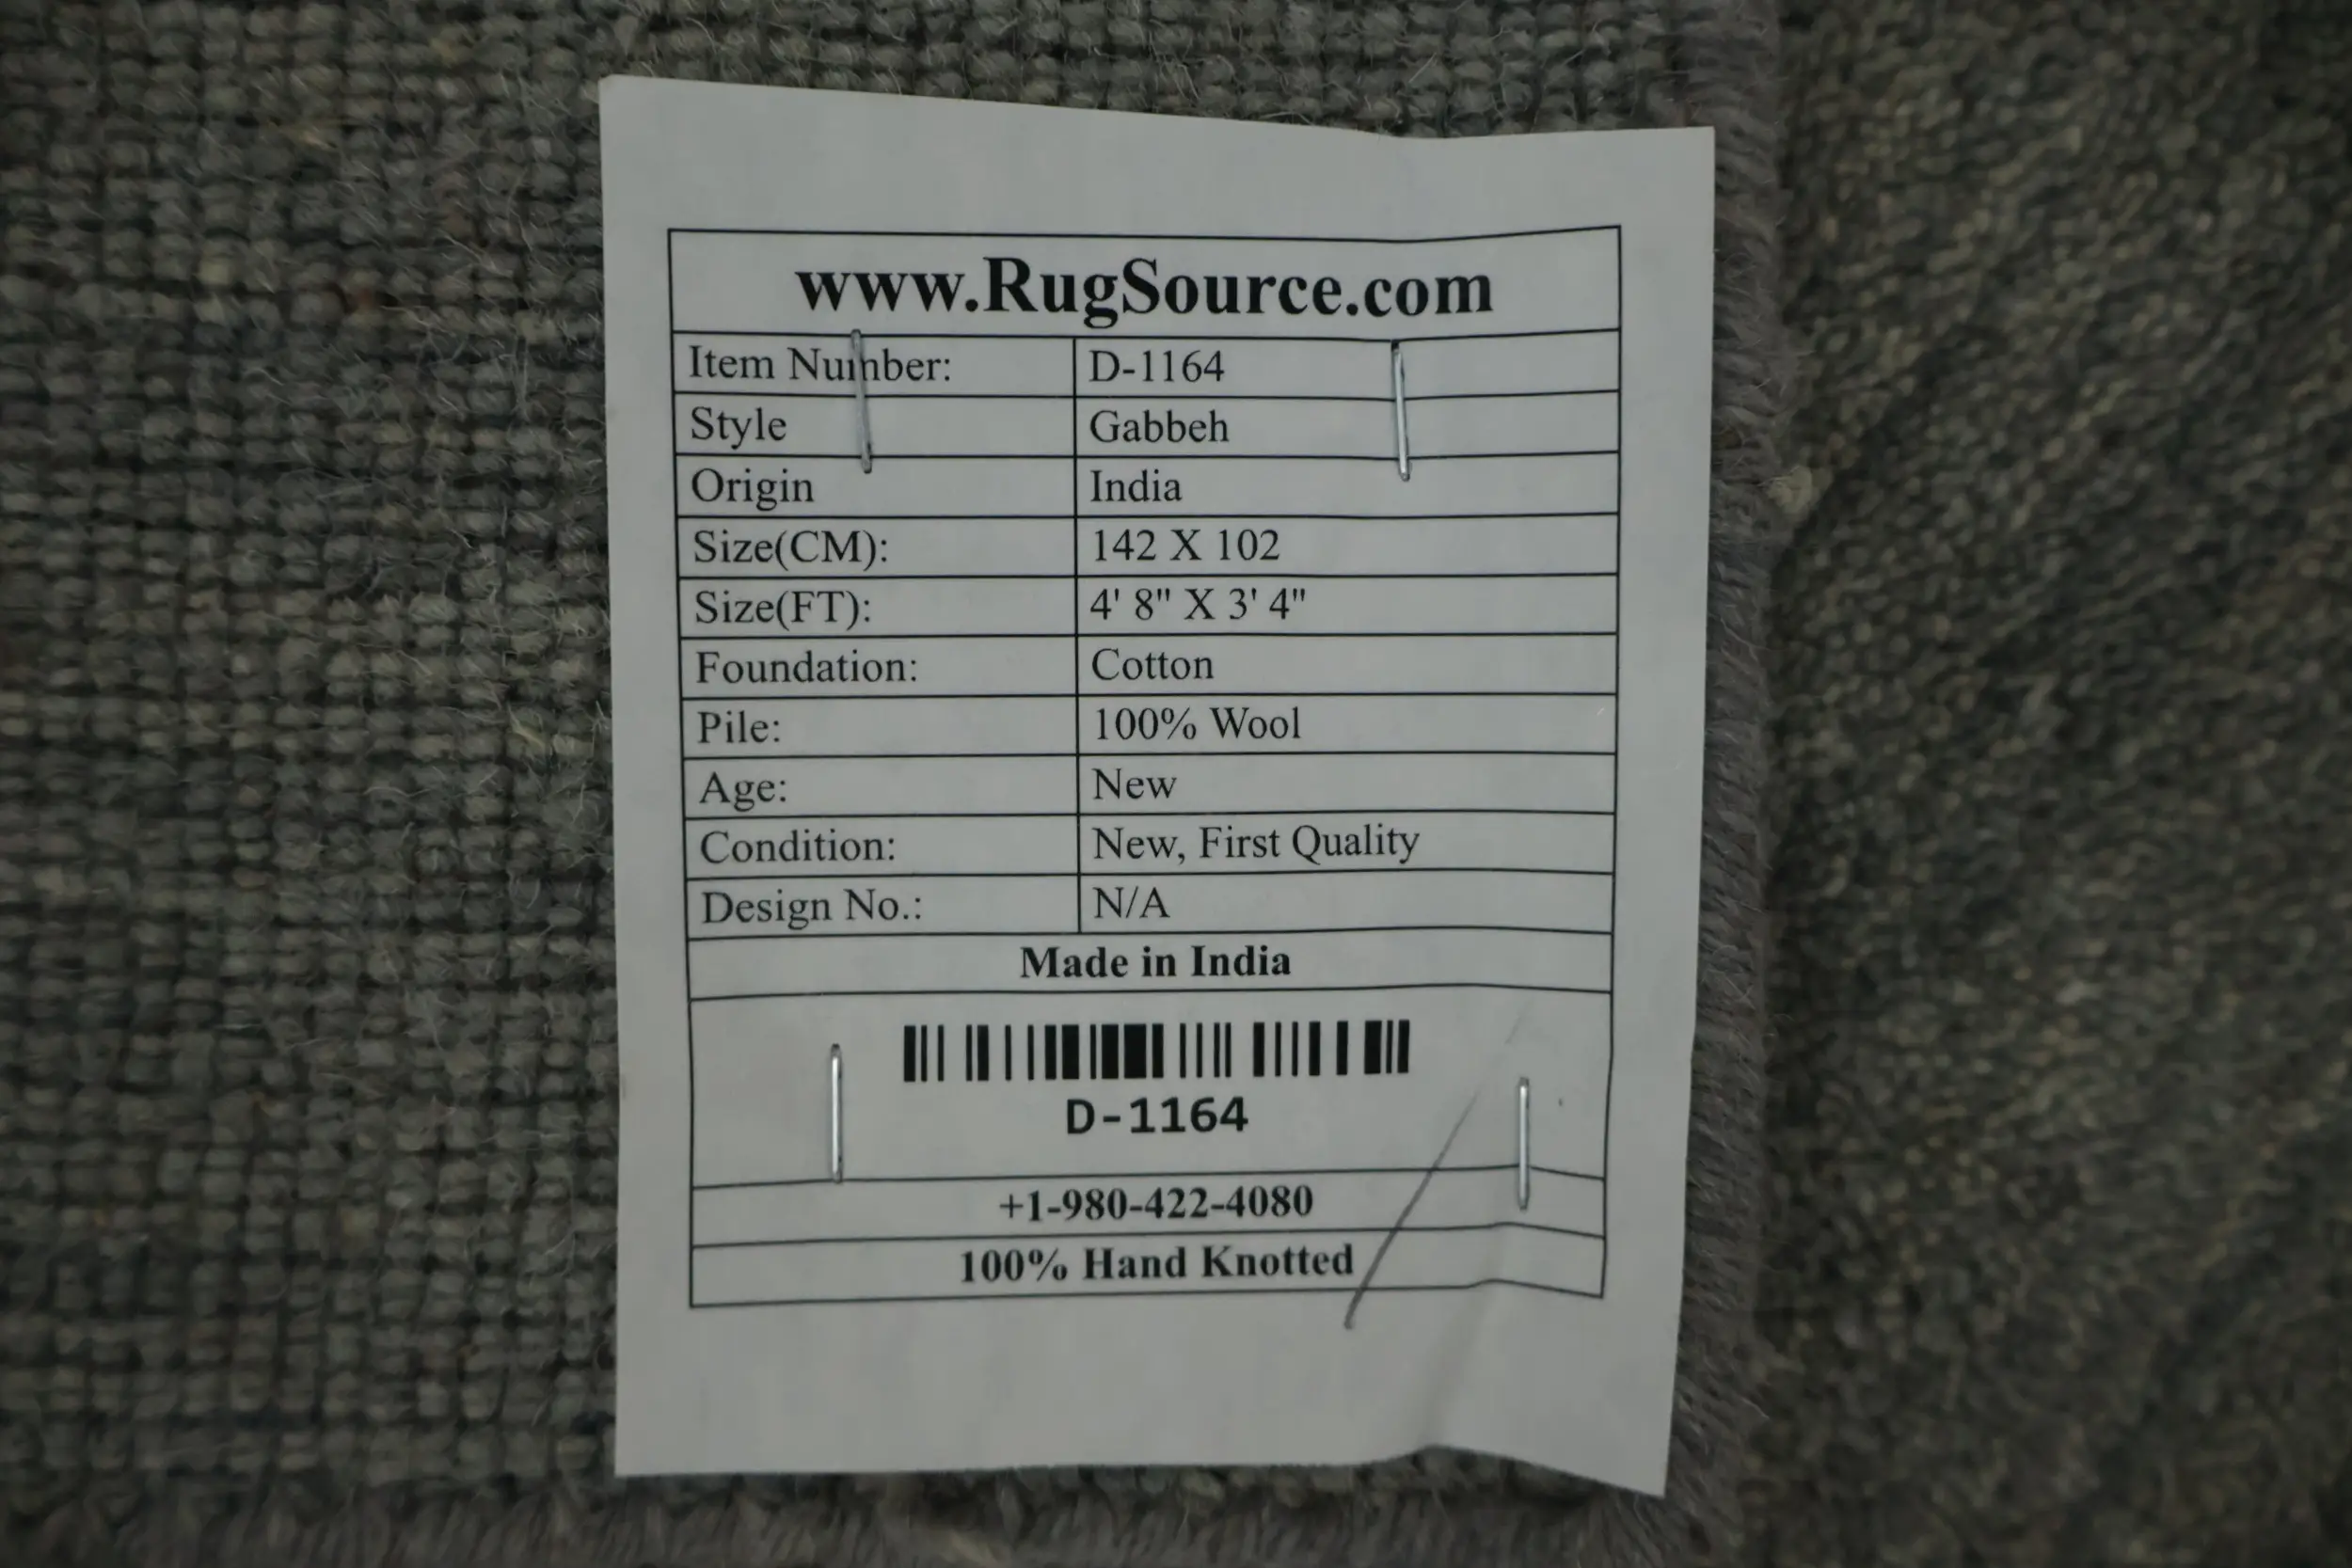 www.RugSource.com
Item Number: D-1164
Style Gabbeh
Origin India
Size(CM): 142 X 102
Size(FT): 4' 8" X 3' 4"
Foundation: Cotton
Pile: 100% Wool
Age: New
Condition: New, First Quality
Design No.: N/A
Made in India
D-1164
+1-980-422-4080
100% Hand Knotted